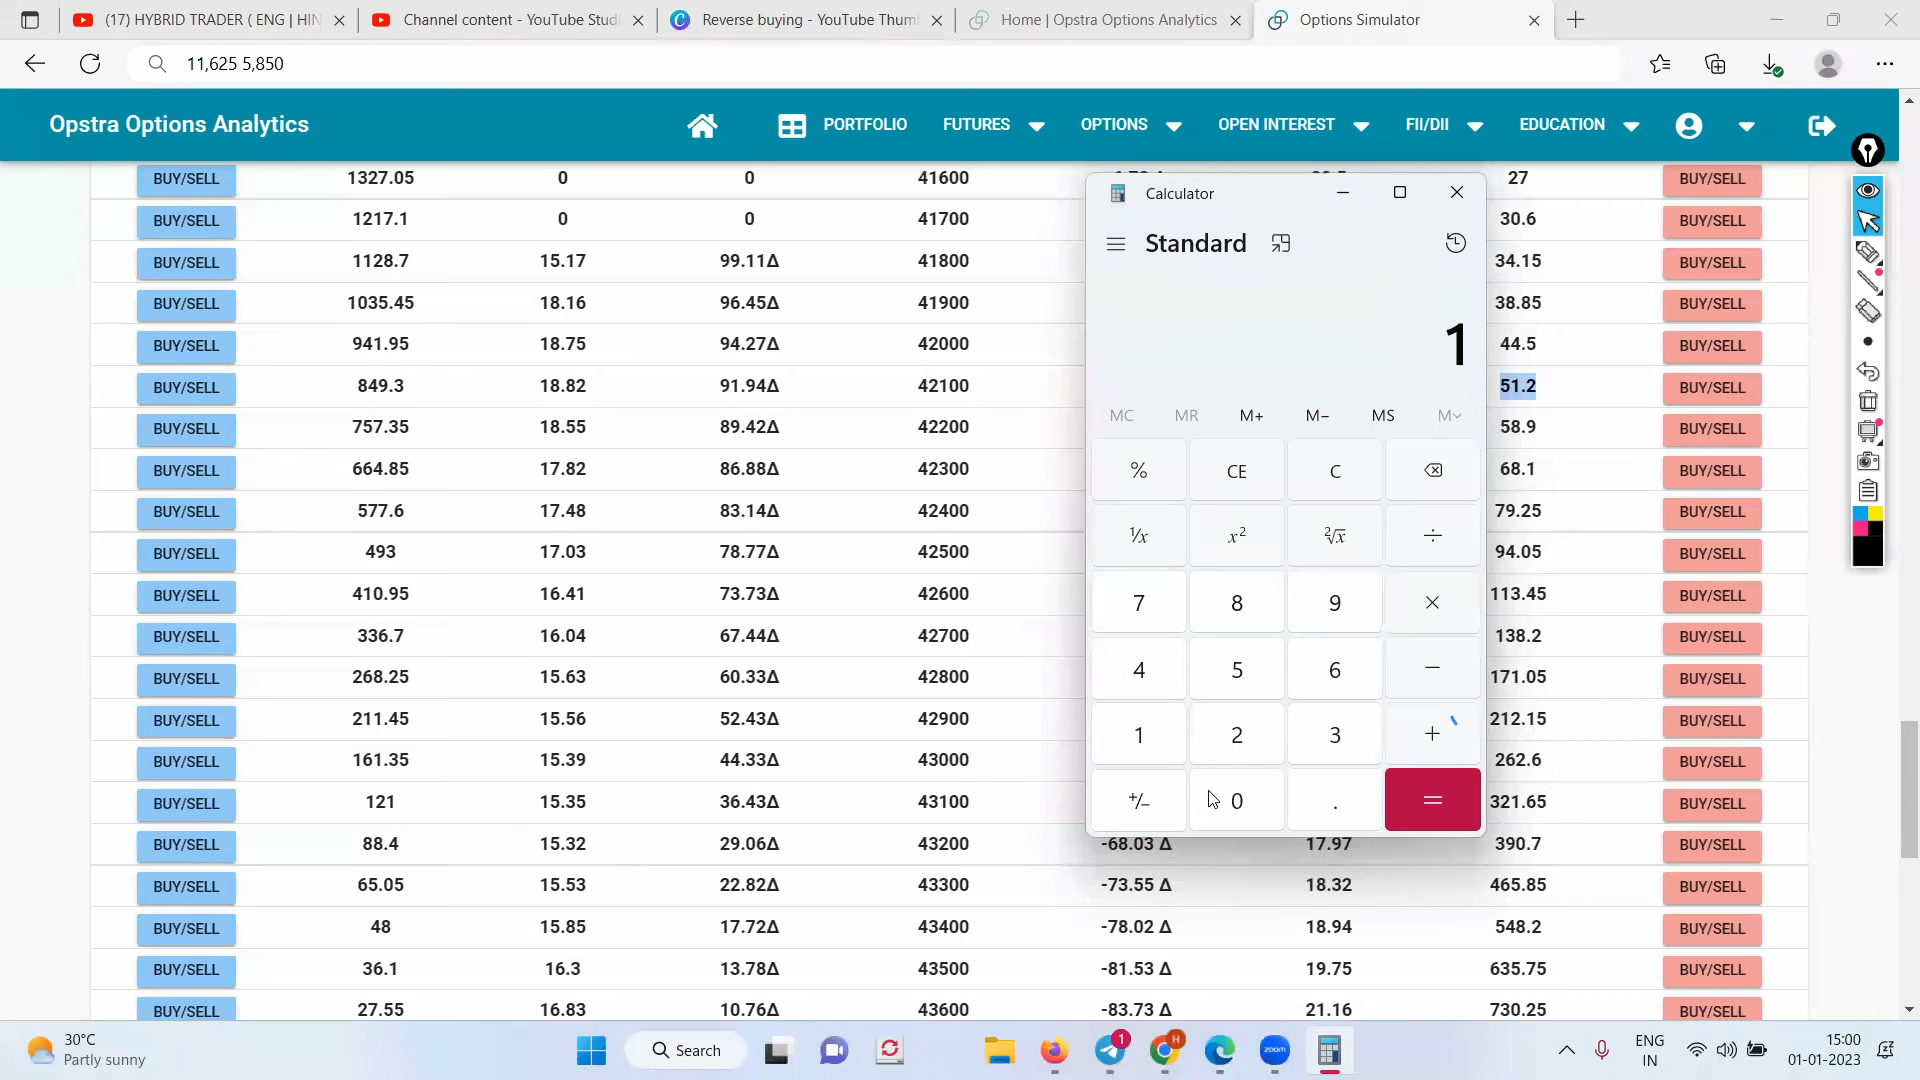 (17) HYBRID TRADER ( ENG | HIN
Channel content - YouTube Studi
Reverse buying - YouTube Thum
Home | Opstra Options Analytics
Options Simulator
11,625 5,850
Opstra Options Analytics
PORTFOLIO
FUTURES
OPTIONS
OPEN INTEREST
FII/DII
EDUCATION
BUY/SELL 1327.05 0 0 41600 27 BUY/SELL
BUY/SELL 1217.1 0 0 41700 30.6 BUY/SELL
BUY/SELL 1128.7 15.17 99.11Δ 41800 34.15 BUY/SELL
BUY/SELL 1035.45 18.16 96.45Δ 41900 38.85 BUY/SELL
BUY/SELL 941.95 18.75 94.27Δ 42000 44.5 BUY/SELL
BUY/SELL 849.3 18.82 91.94Δ 42100 51.2 BUY/SELL
BUY/SELL 757.35 18.55 89.42Δ 42200 58.9 BUY/SELL
BUY/SELL 664.85 17.82 86.88Δ 42300 68.1 BUY/SELL
BUY/SELL 577.6 17.48 83.14Δ 42400 79.25 BUY/SELL
BUY/SELL 493 17.03 78.77Δ 42500 94.05 BUY/SELL
BUY/SELL 410.95 16.41 73.73Δ 42600 113.45 BUY/SELL
BUY/SELL 336.7 16.04 67.44Δ 42700 138.2 BUY/SELL
BUY/SELL 268.25 15.63 60.33Δ 42800 171.05 BUY/SELL
BUY/SELL 211.45 15.56 52.43Δ 42900 212.15 BUY/SELL
BUY/SELL 161.35 15.39 44.33Δ 43000 262.6 BUY/SELL
BUY/SELL 121 15.35 36.43Δ 43100 321.65 BUY/SELL
BUY/SELL 88.4 15.32 29.06Δ 43200 -68.03 Δ 17.97 390.7 BUY/SELL
BUY/SELL 65.05 15.53 22.82Δ 43300 -73.55 Δ 18.32 465.85 BUY/SELL
BUY/SELL 48 15.85 17.72Δ 43400 -78.02 Δ 18.94 548.2 BUY/SELL
BUY/SELL 36.1 16.3 13.78Δ 43500 -81.53 Δ 19.75 635.75 BUY/SELL
BUY/SELL 27.55 16.83 10.76Δ 43600 -83.73 Δ 21.16 730.25 BUY/SELL
Calculator
Standard
1
MC MR M+ M− MS M
% CE C
¹/x x² ²√x ÷
7 8 9 ×
4 5 6 −
1 2 3 +
+/− 0 . =
30°C
Partly sunny
Search
1
H
zoom
ENG
IN
15:00
01-01-2023